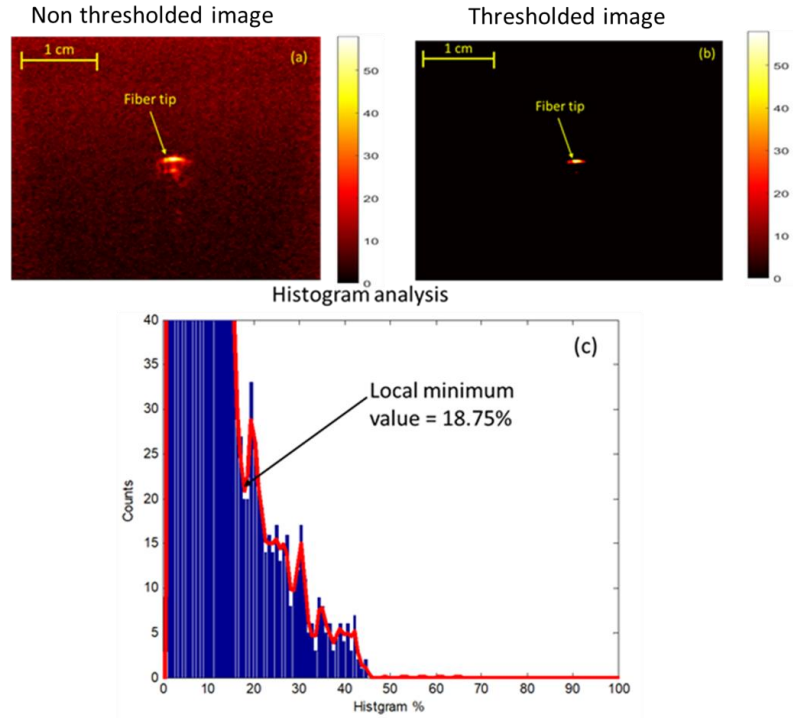 Non thresholded image
Thresholded image
1 cm
(a)
Fiber tip
50
40
30
20
10
0
1 cm
(b)
Fiber tip
50
40
30
20
10
0
Histogram analysis
(c)
Local minimum
value = 18.75%
Counts
40
35
30
25
20
15
10
5
0
0 10 20 30 40 50 60 70 80 90 100
Histgram %